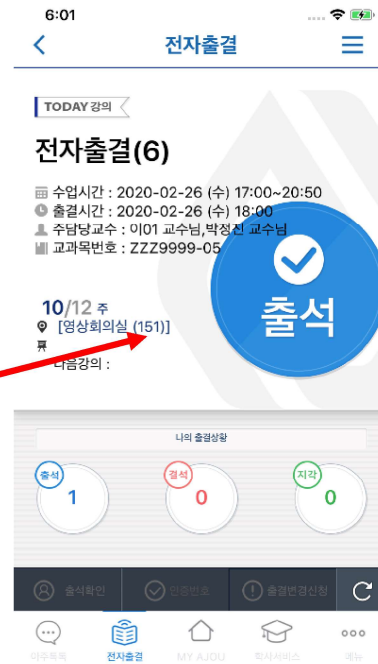 6:01
전자출결
TODAY 강의
전자출결(6)
수업시간 : 2020-02-26 (수) 17:00~20:50
출결시간 : 2020-02-26 (수) 18:00
주담당교수 : 이01 교수님,박정진 교수님
교과목번호 : ZZZ9999-05
출석
10/12 주
[영상회의실 (151)]
다음강의 :
나의 출결상황
출석 결석 지각
1 0 0
출석확인 인증번호 출결변경신청
아주톡톡 전자출결 MY AJOU 학사서비스 메뉴